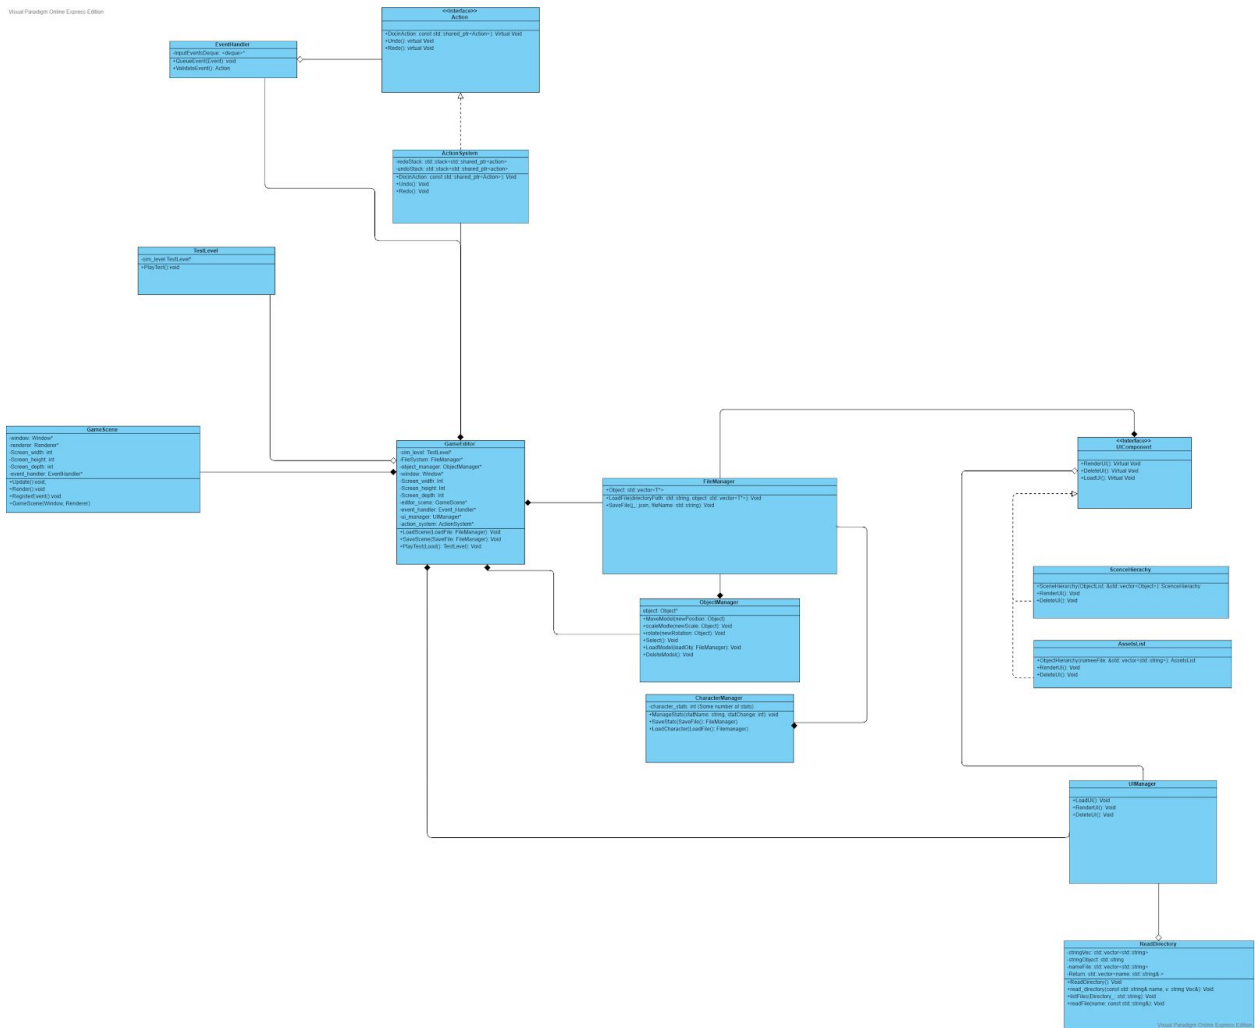 Visual Paradigm Online Express Edition
<<Interface>>
Action
+Do(inAction: const std::shared_ptr<Action>): Virtual Void
+Undo(): virtual Void
+Redo(): virtual Void
EventHandler
-InputEventsDeque: <deque>*
+QueueEvent(Event): void
+ValidateEvent(): Action
ActionSystem
-redoStack: std::stack<std::shared_ptr<action>
-undoStack: std::stack<std::shared_ptr<action>
+Do(inAction: const std::shared_ptr<Action>): Void
+Undo(): Void
+Redo(): Void
TestLevel
-sim_level TestLevel*
+PlayTest():void
GameScene
-window: Window*
-renderer: Renderer*
-Screen_width: int
-Screen_height: int
-Screen_depth: int
-event_handler: EventHandler*
+Update():void,
+Render():void
+RegisterEvent():void
+GameScene(Window, Renderer)
GameEditor
-sim_level: TestLevel*
-FileSystem: FileManager*
-object_manager: ObjectManager*
-window: Window*
-Screen_width: int
-Screen_height: int
-Screen_depth: int
-editor_scene: GameScene*
-event_handler: Event_Handler*
-ui_manager: UIManager*
-action_system: ActionSystem*
+LoadScene(LoadFile: FileManager): Void
+SaveScene(SaveFile: FileManager): Void
+PlayTest(Load(): TestLevel): Void
FileManager
+Object: std::vector<T*>
+LoadFile(directoryPath: std::string, object: std::vector<T*>): Void
+SaveFile(j_: json, fileName: std::string): Void
<<Interface>>
UIComponent
+RenderUI(): Virtual Void
+DeleteUI(): Virtual Void
+LoadUI(): Virtual Void
ScenceHierachy
+SceneHierarchy(ObjectList: &std::vector<Object>): ScenceHierachy
+RenderUI(): Void
+DeleteUI(): Void
ObjectManager
object: Object*
+MoveModel(newPosition: Object)
+scaleModle(newScale: Object): Void
+rotate(newRotation: Object): Void
+Select(): Void
+LoadModel(loadObj: FileManager): Void
+DeleteModel(): Void
AssetsList
+ObjectHierarchy(nameFile: &std::vector<std::string>): AssetsList
+RenderUI(): Void
+DeleteUI(): Void
CharacterManager
-character_stats: int (Some number of stats)
+ManageStats(statName: string, statChange: int): void
+SaveStats(SaveFile(): FileManager)
+LoadCharacter(LoadFile(): Filemanager)
UIManager
+LoadUI(): Void
+RenderUI(): Void
+DeleteUI(): Void
ReadDirectory
-stringVec: std::vector<std::string>
-stringObject: std::string
-nameFile: std::vector<std::string>
-Return: std::vector<name: std::string& >
+ReadDirectory(): Void
+read_directory(const std::string& name, v: string Vec&): Void
+listFiles(Directory_: std::string): Void
+readFile(name: const std::string&): Void
Visual Paradigm Online Express Edition